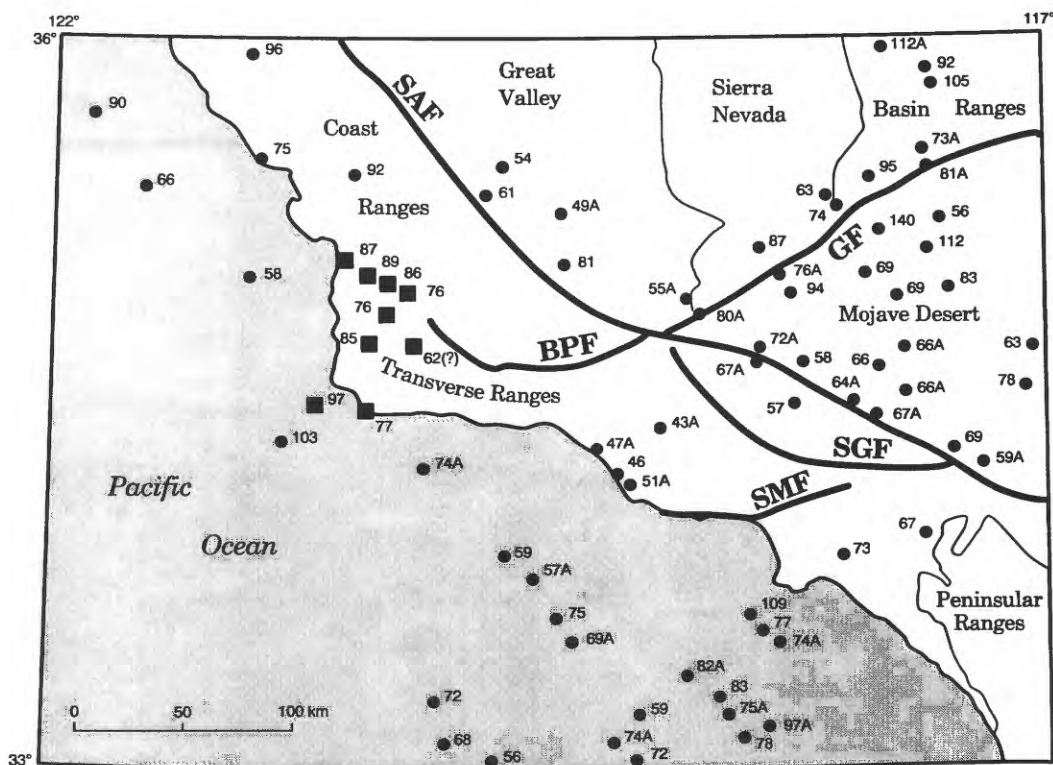 122°
117°
36°
96
SAF
Great
Valley
Sierra
Nevada
112A
92
105
Basin
Ranges
90
Coast
75
92
54
73A
81A
66
Ranges
61
49A
95
63
74
140
56
GF
112
87
89
86
76
58
81
87
76A
69
83
94
69
76
55A
80A
Mojave Desert
85
62(?)
BPF
72A
66A
63
67A
58
66
Transverse Ranges
64A
66A
78
97
77
57
67A
103
43A
69
47A
SGF
59A
74A
46
51A
Pacific
SMF
Ocean
67
59
73
57A
Peninsular
Ranges
75
109
77
69A
74A
82A
72
83
59
75A
97A
0
50
100 km
68
74A
78
33°
56
72